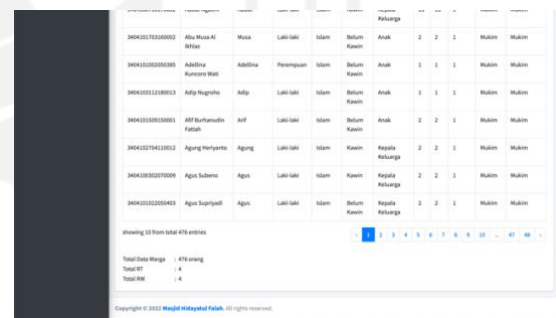 Keluarga
3404101703160002 Abu Musa Al Ikhlas Musa Laki-laki Islam Belum Kawin Anak 2 2 1 Mukim Mukim
3404101002050385 Adellina Kuncoro Wati Adellina Perempuan Islam Belum Kawin Anak 1 1 1 Mukim Mukim
3404103112180013 Adip Nugroho Adip Laki-laki Islam Belum Kawin Anak 1 1 1 Mukim Mukim
3404101509150001 Afif Burhanudin Fattah Arif Laki-laki Islam Belum Kawin Anak 2 2 1 Mukim Mukim
3404102704110012 Agung Heriyanto Agung Laki-laki Islam Kawin Kepala Keluarga 2 2 1 Mukim Mukim
3404100302070009 Agus Subeno Agus Laki-laki Islam Kawin Kepala Keluarga 2 2 1 Mukim Mukim
3404101022050403 Agus Supriyadi Agus Laki-laki Islam Belum Kawin Kepala Keluarga 2 2 1 Mukim Mukim
showing 10 from total 476 entries ‹ 1 2 3 4 5 6 7 8 9 10 ... 47 48 ›
Total Data Warga : 476 orang
Total RT : 4
Total RW : 4
Copyright © 2022 Masjid Hidayatul Falah. All rights reserved.